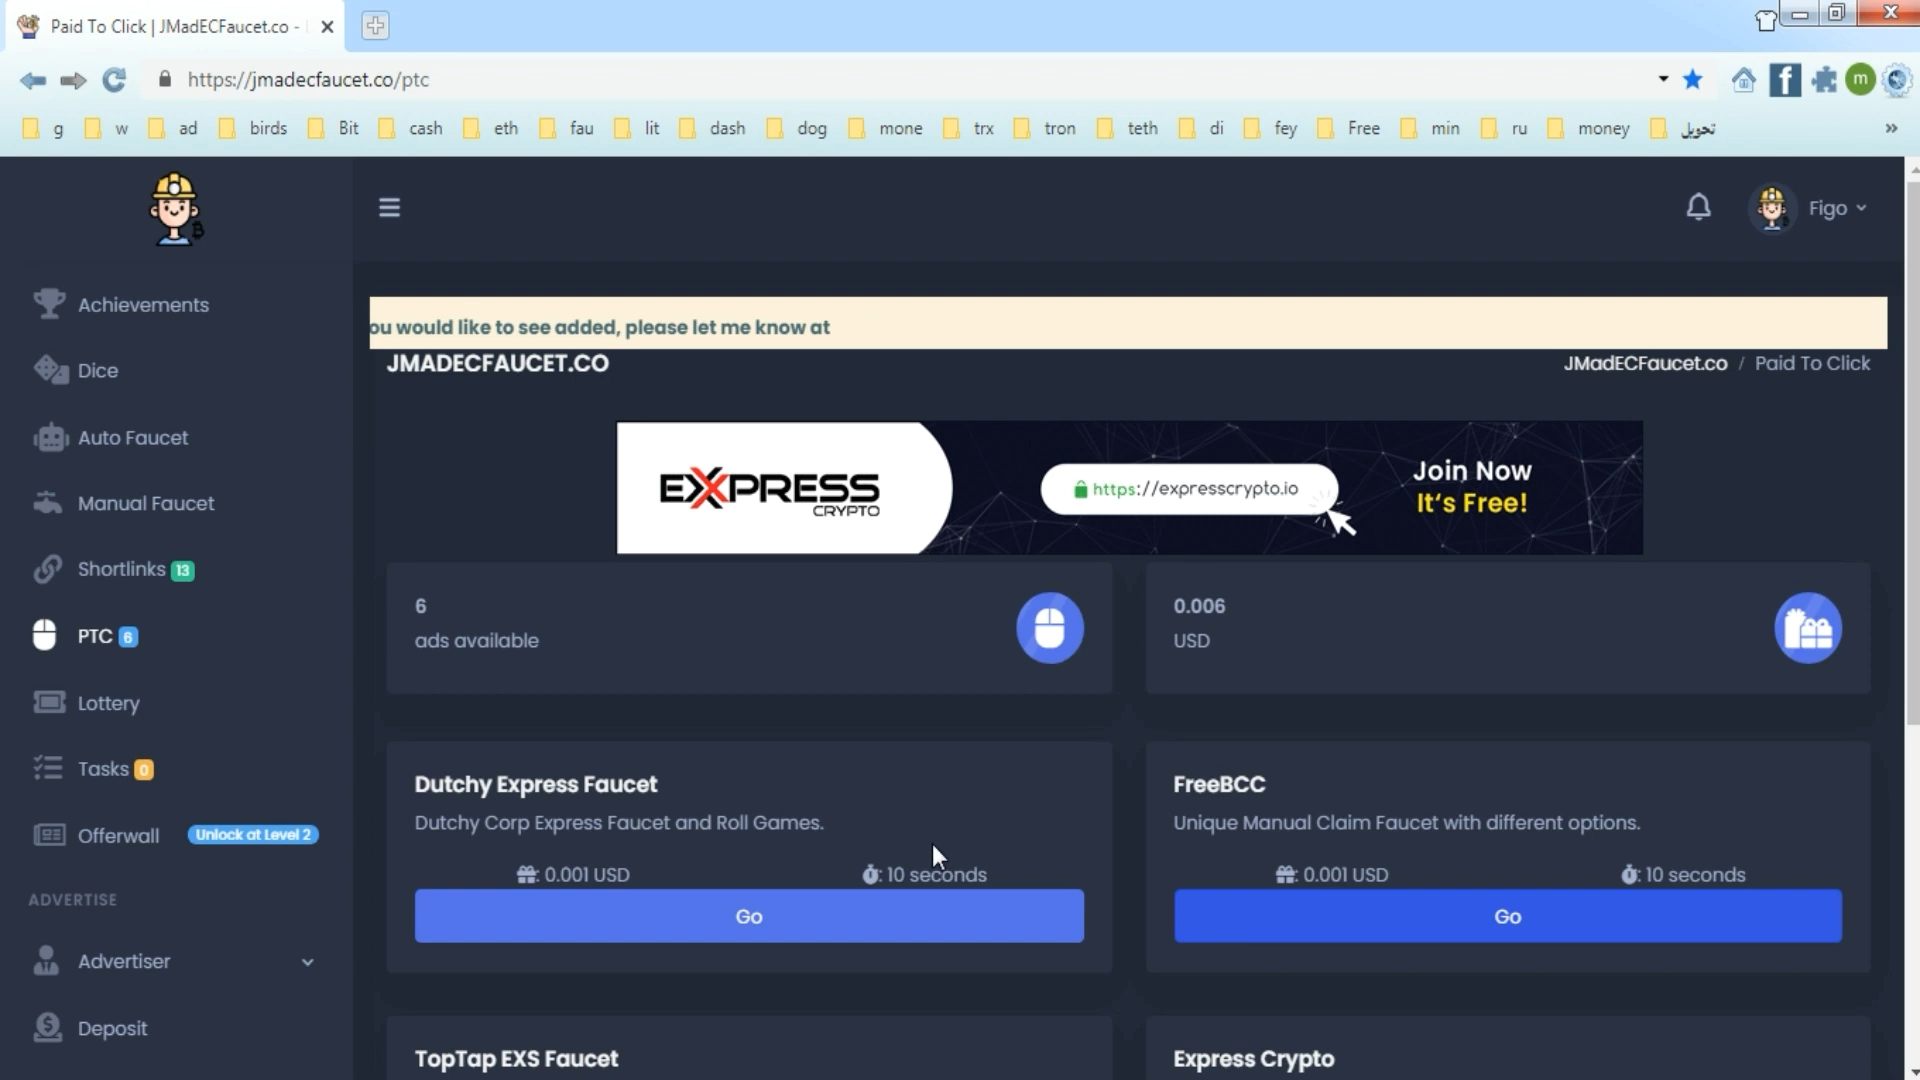 Paid To Click | JMadECFaucet.co -
https://jmadecfaucet.co/ptc
m
g w ad birds Bit cash eth fau lit dash dog mone trx tron teth di fey Free min ru money تحويل »
Figo
Achievements
Dice
Auto Faucet
Manual Faucet
Shortlinks 13
PTC 6
Lottery
Tasks 0
Offerwall Unlock at Level 2
ADVERTISE
Advertiser
Deposit
ou would like to see added, please let me know at
JMADECFAUCET.CO
JMadECFaucet.co / Paid To Click
EXPRESS
CRYPTO
https://expresscrypto.io
Join Now
It's Free!
6
ads available
0.006
USD
Dutchy Express Faucet
Dutchy Corp Express Faucet and Roll Games.
: 0.001 USD : 10 seconds
Go
FreeBCC
Unique Manual Claim Faucet with different options.
: 0.001 USD : 10 seconds
Go
TopTap EXS Faucet
Express Crypto